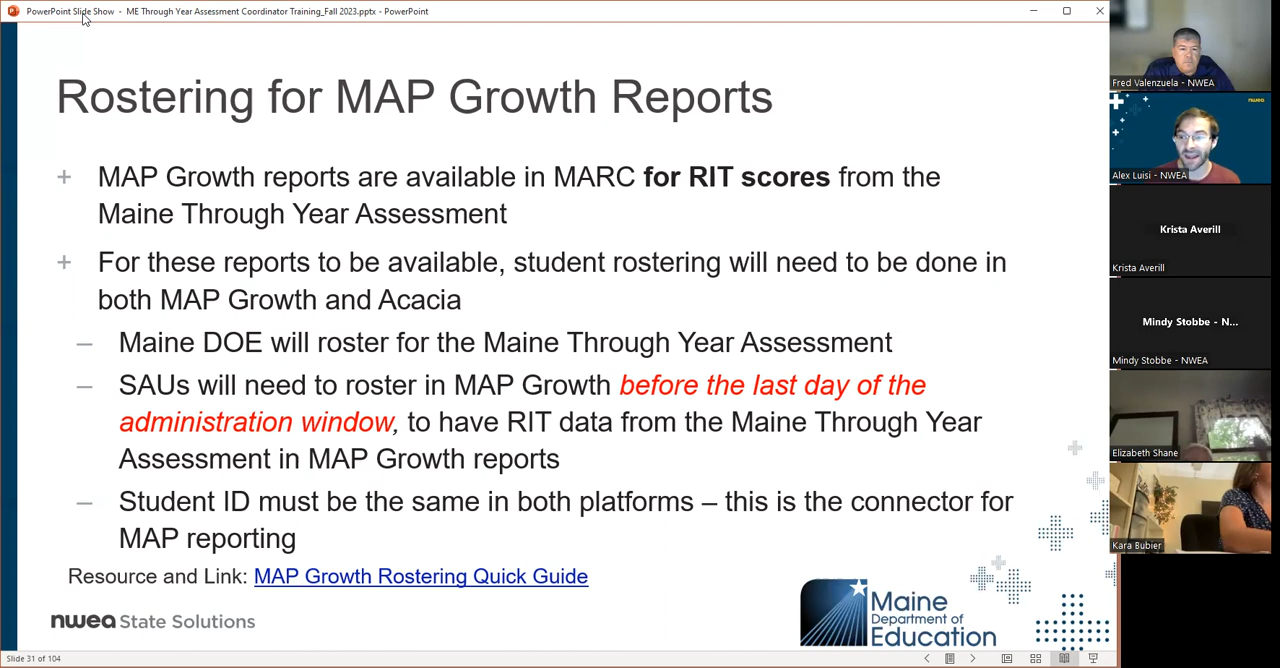 PowerPoint Slide Show - ME Through Year Assessment Coordinator Training_Fall 2023.pptx - PowerPoint
Rostering for MAP Growth Reports
+ MAP Growth reports are available in MARC for RIT scores from the
Maine Through Year Assessment
+ For these reports to be available, student rostering will need to be done in
both MAP Growth and Acacia
– Maine DOE will roster for the Maine Through Year Assessment
– SAUs will need to roster in MAP Growth before the last day of the
administration window, to have RIT data from the Maine Through Year
Assessment in MAP Growth reports
– Student ID must be the same in both platforms – this is the connector for
MAP reporting
Resource and Link: MAP Growth Rostering Quick Guide
nwea State Solutions
Maine
Department of
Education
Slide 31 of 104
Fred Valenzuela - NWEA
nwea
Alex Luisi - NWEA
Krista Averill
Krista Averill
Mindy Stobbe - N...
Mindy Stobbe - NWEA
Elizabeth Shane
Kara Bubier